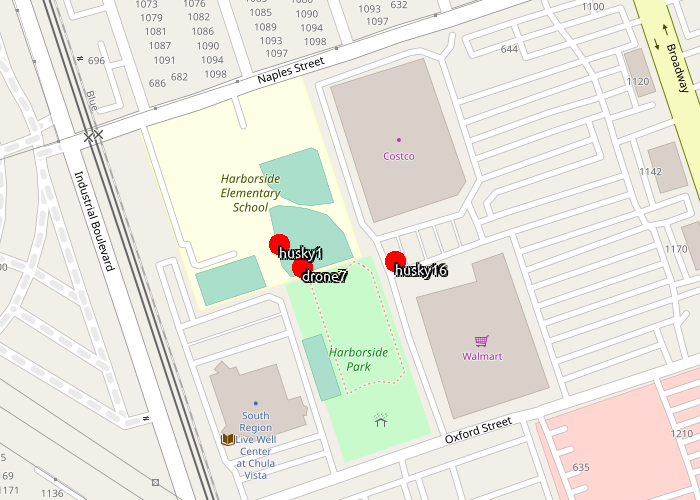 1073
1079
1081
1087
1091
1076
1082
1086
1090
1094
1098
1085
1089
1093
1097
1090
1094
1098
1093
1097
632
1100
644
696
686
682
Naples Street
Broadway
1120
1142
1170
Blue
Costco
Harborside
Elementary
School
Industrial Boulevard
husky1
drone7
husky16
Walmart
Harborside
Park
South
Region
Live Well
Center
at Chula
Vista
Oxford Street
1210
635
1136
1171
169
00